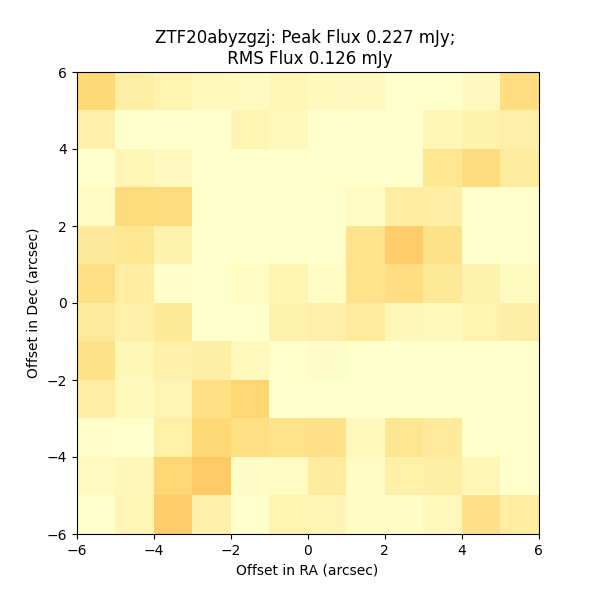 ZTF20abyzgzj: Peak Flux 0.227 mJy;
RMS Flux 0.126 mJy
6
4
2
0
−2
−4
−6
Offset in Dec (arcsec)
−6 −4 −2 0 2 4 6
Offset in RA (arcsec)